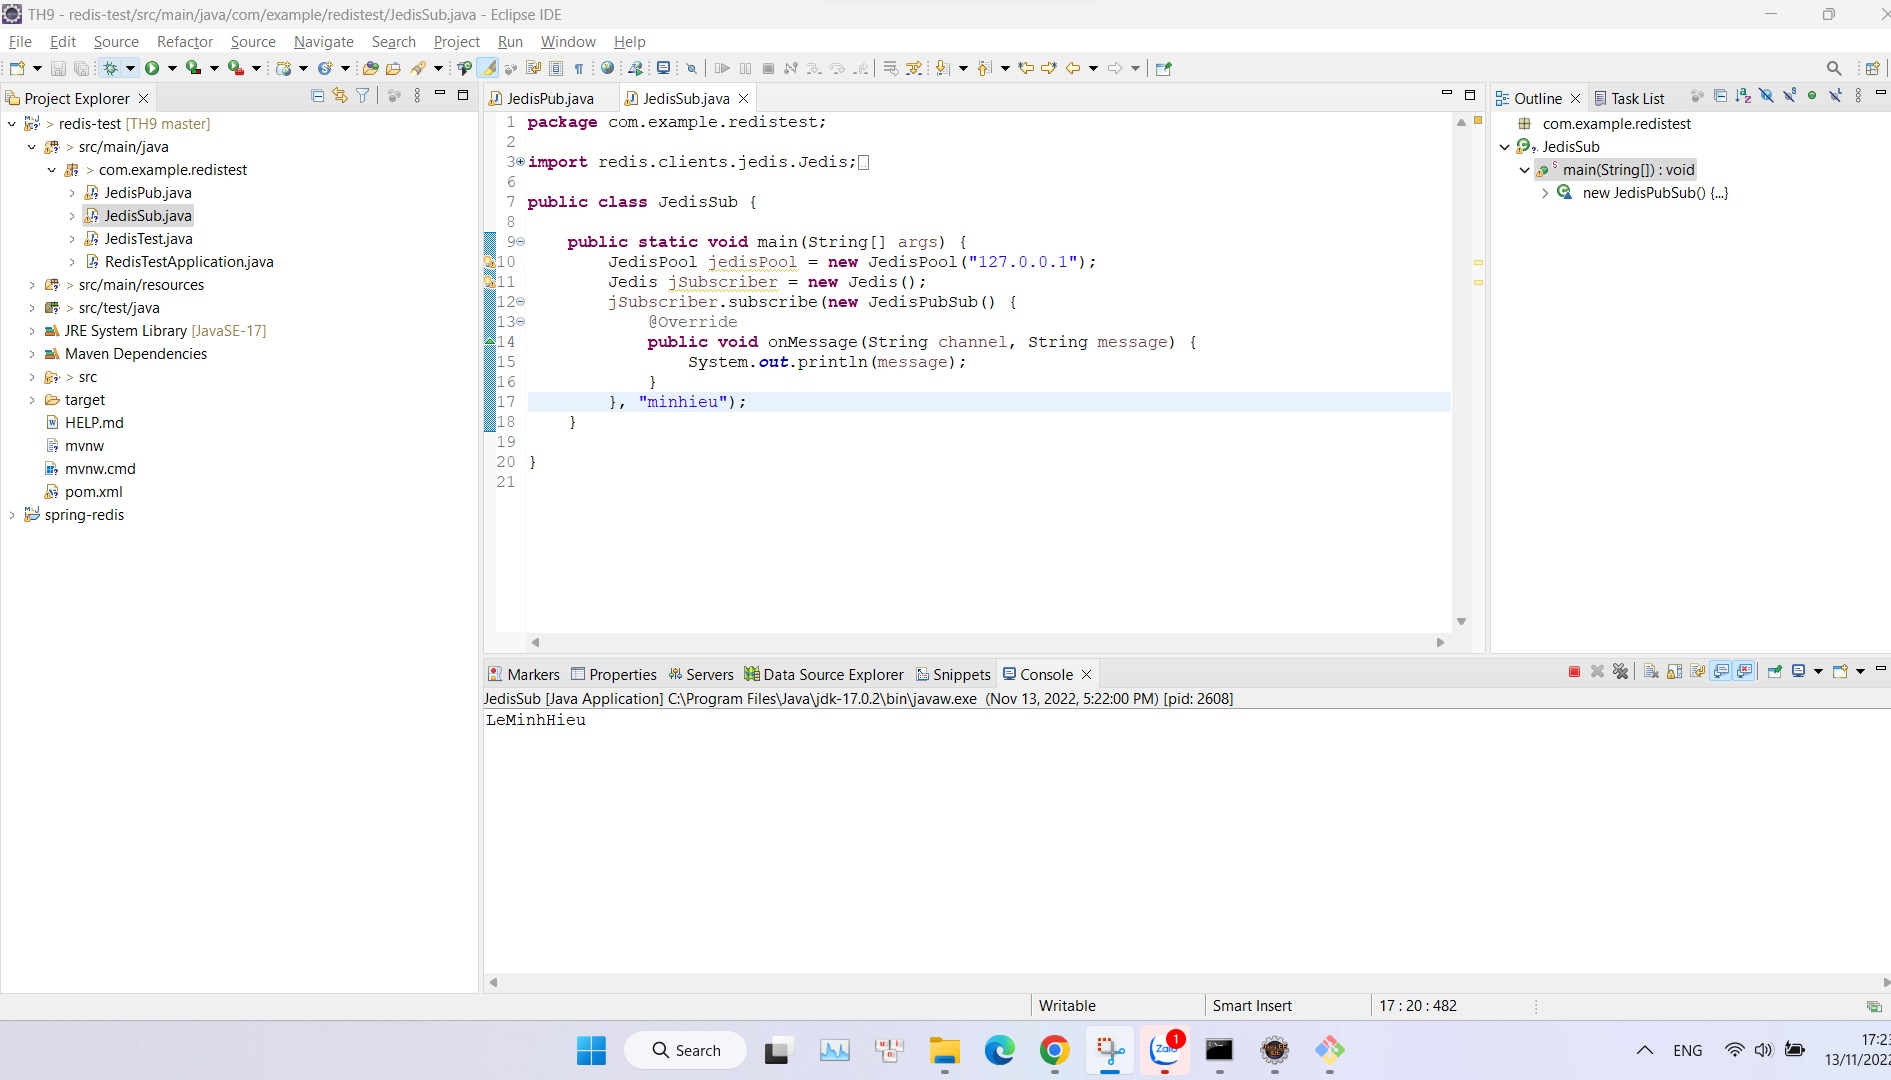 TH9 - redis-test/src/main/java/com/example/redistest/JedisSub.java - Eclipse IDE
File Edit Source Refactor Source Navigate Search Project Run Window Help
Project Explorer
> redis-test [TH9 master]
> src/main/java
> com.example.redistest
JedisPub.java
JedisSub.java
JedisTest.java
RedisTestApplication.java
> src/main/resources
> src/test/java
JRE System Library [JavaSE-17]
Maven Dependencies
> src
target
HELP.md
mvnw
mvnw.cmd
pom.xml
spring-redis
JedisPub.java JedisSub.java
1 package com.example.redistest;
2
3 import redis.clients.jedis.Jedis;
6
7 public class JedisSub {
8
9 public static void main(String[] args) {
10 JedisPool jedisPool = new JedisPool("127.0.0.1");
11 Jedis jSubscriber = new Jedis();
12 jSubscriber.subscribe(new JedisPubSub() {
13 @Override
14 public void onMessage(String channel, String message) {
15 System.out.println(message);
16 }
17 }, "minhieu");
18 }
19
20 }
21
Outline Task List
com.example.redistest
JedisSub
main(String[]) : void
new JedisPubSub() {...}
Markers Properties Servers Data Source Explorer Snippets Console
JedisSub [Java Application] C:\Program Files\Java\jdk-17.0.2\bin\javaw.exe (Nov 13, 2022, 5:22:00 PM) [pid: 2608]
LeMinhHieu
Writable Smart Insert 17 : 20 : 482
Search
Zalo
1
ENG
17:23
13/11/2022